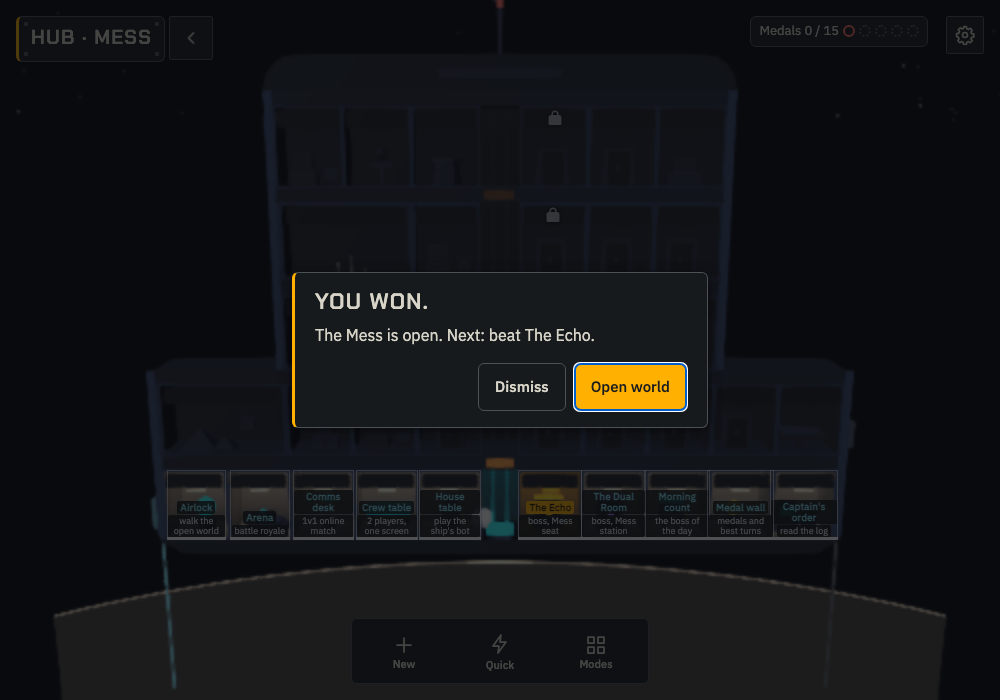 HUB · MESS
Medals 0 / 15
YOU WON.
The Mess is open. Next: beat The Echo.
Dismiss
Open world
Airlock
walk the
open world
Arena
battle royale
Comms
desk
1v1 online
match
Crew table
2 players,
one screen
House
table
play the
ship's bot
The Echo
boss, Mess
seat
The Dual
Room
boss, Mess
station
Morning
count
the boss of
the day
Medal wall
medals and
best turns
Captain's
order
read the log
New
Quick
Modes